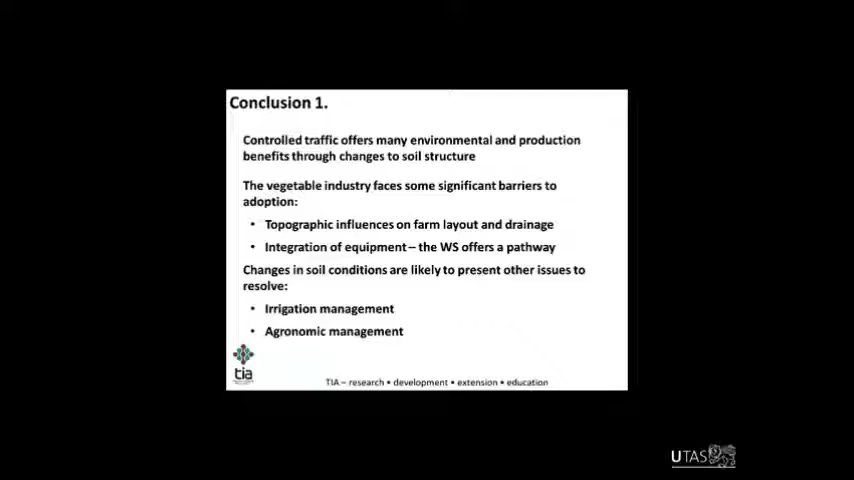 Conclusion 1.
Controlled traffic offers many environmental and production
benefits through changes to soil structure
The vegetable industry faces some significant barriers to
adoption:
• Topographic influences on farm layout and drainage
• Integration of equipment – the WS offers a pathway
Changes in soil conditions are likely to present other issues to
resolve:
• Irrigation management
• Agronomic management
tia
TIA – research • development • extension • education
UTAS